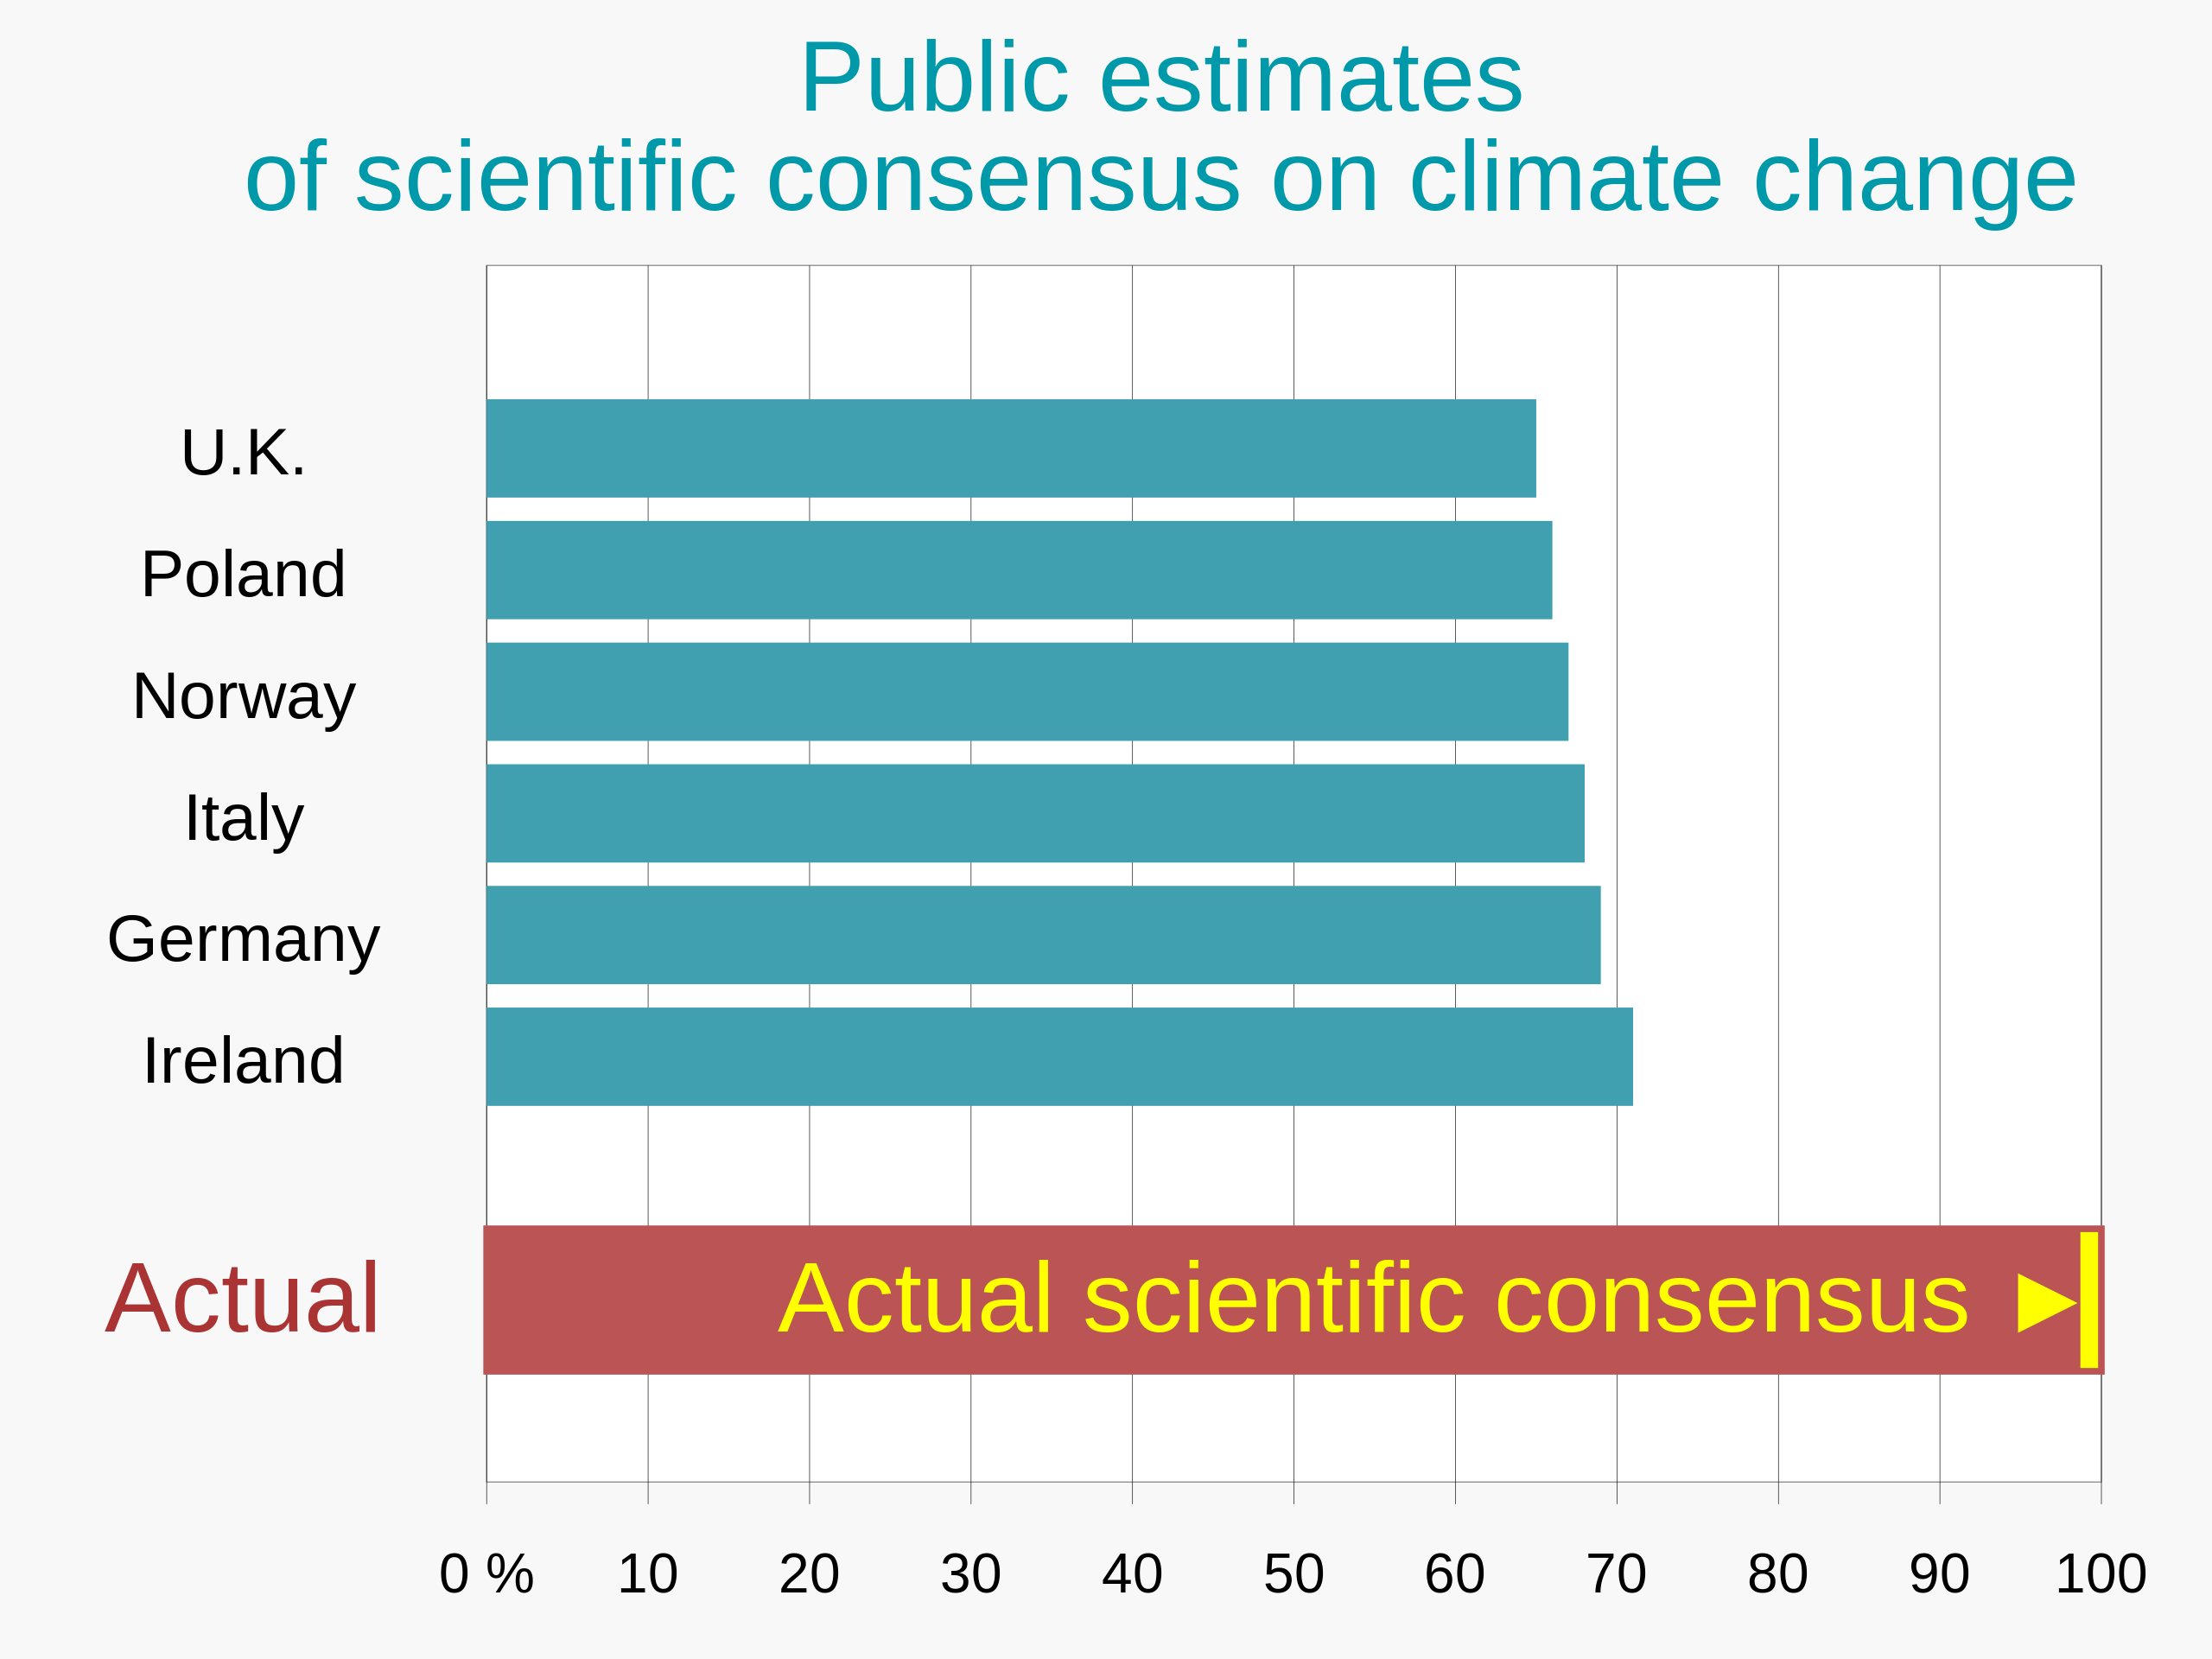 Public estimates
of scientific consensus on climate change
U.K.
Poland
Norway
Italy
Germany
Ireland
Actual
Actual scientific consensus ►
0 % 10 20 30 40 50 60 70 80 90 100